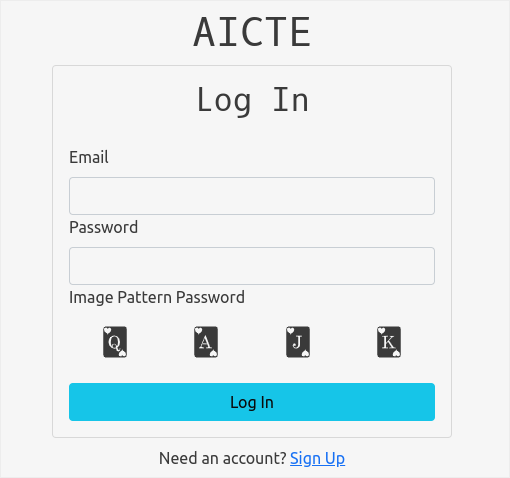 AICTE
Log In
Email
Password
Image Pattern Password
Q A J K
Log In
Need an account? Sign Up